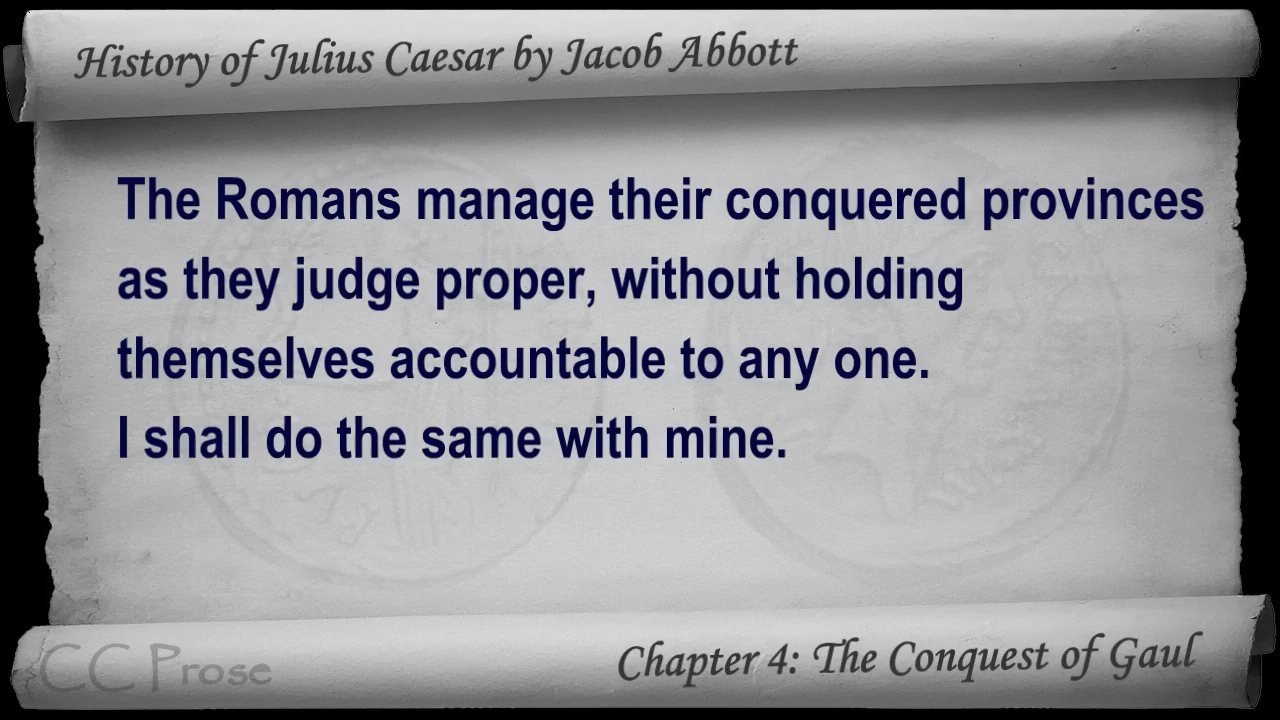 History of Julius Caesar by Jacob Abbott
The Romans manage their conquered provinces
as they judge proper, without holding
themselves accountable to any one.
I shall do the same with mine.
CC Prose
Chapter 4: The Conquest of Gaul